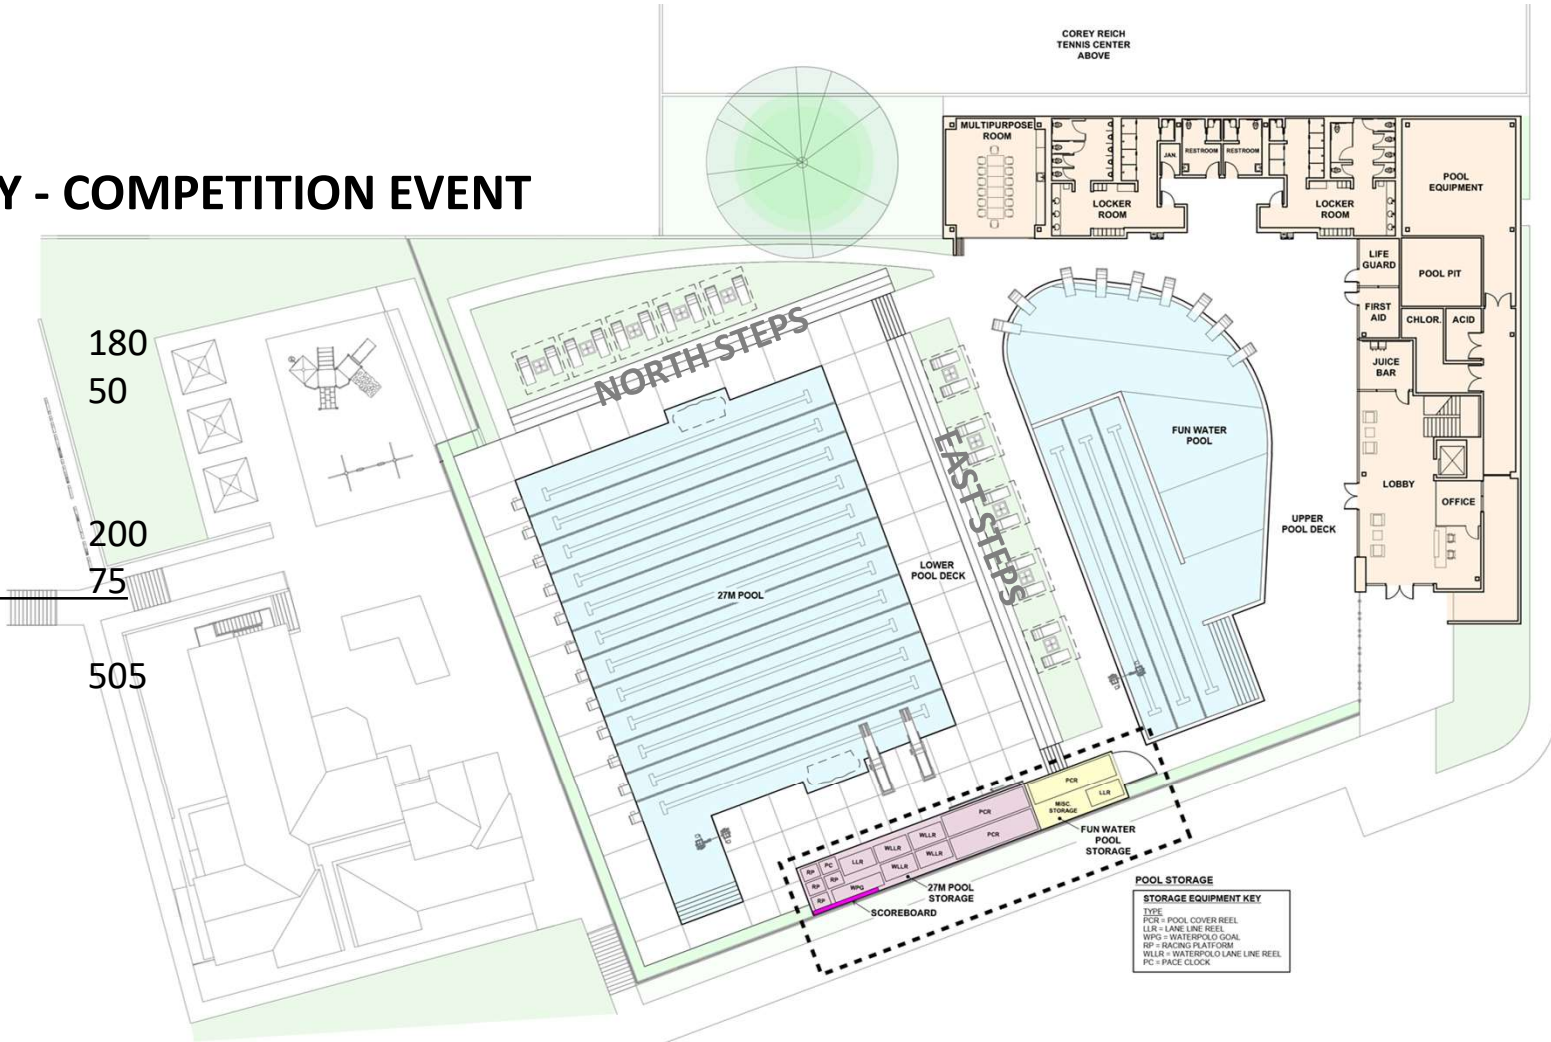 COREY REICH
TENNIS CENTER
ABOVE
Y - COMPETITION EVENT
180
50
200
75
505
MULTIPURPOSE
ROOM
LOCKER
ROOM
JAN.
RESTROOM
RESTROOM
LOCKER
ROOM
POOL
EQUIPMENT
LIFE
GUARD
POOL PIT
FIRST
AID
CHLOR.
ACID
JUICE
BAR
LOBBY
OFFICE
NORTH STEPS
EAST STEPS
FUN WATER
POOL
UPPER
POOL DECK
LOWER
POOL DECK
27M POOL
PCR
LLR
MISC.
STORAGE
FUN WATER
POOL
STORAGE
PCR
PCR
WLLR
WLLR
WLLR
WLLR
LLR
PC
RP
RP
RP
RP
WPG
27M POOL
STORAGE
SCOREBOARD
POOL STORAGE
STORAGE EQUIPMENT KEY
TYPE
PCR = POOL COVER REEL
LLR = LANE LINE REEL
WPG = WATERPOLO GOAL
RP = RACING PLATFORM
WLLR = WATERPOLO LANE LINE REEL
PC = PACE CLOCK